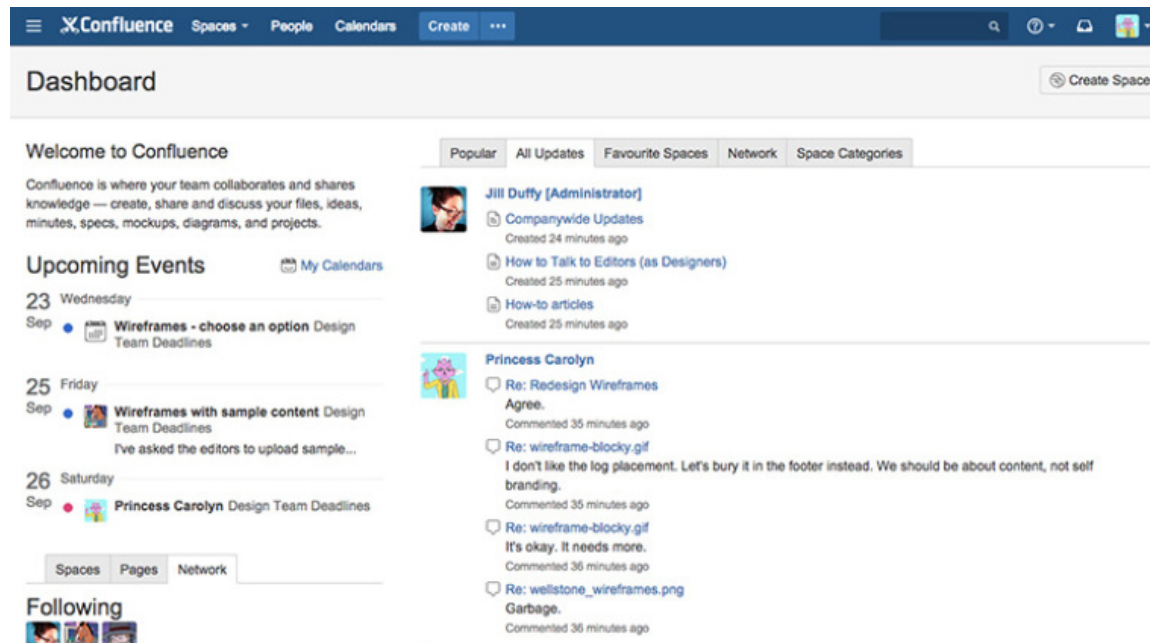 Confluence Spaces People Calendars Create ...
Dashboard
Create Space
Welcome to Confluence
Confluence is where your team collaborates and shares
knowledge — create, share and discuss your files, ideas,
minutes, specs, mockups, diagrams, and projects.
Upcoming Events My Calendars
23 Wednesday
Sep
Wireframes - choose an option Design
Team Deadlines
25 Friday
Sep
Wireframes with sample content Design
Team Deadlines
I've asked the editors to upload sample...
26 Saturday
Sep
Princess Carolyn Design Team Deadlines
Spaces Pages Network
Following
Popular All Updates Favourite Spaces Network Space Categories
Jill Duffy [Administrator]
Companywide Updates
Created 24 minutes ago
How to Talk to Editors (as Designers)
Created 25 minutes ago
How-to articles
Created 25 minutes ago
Princess Carolyn
Re: Redesign Wireframes
Agree.
Commented 35 minutes ago
Re: wireframe-blocky.gif
I don't like the log placement. Let's bury it in the footer instead. We should be about content, not self
branding.
Commented 35 minutes ago
Re: wireframe-blocky.gif
It's okay. It needs more.
Commented 36 minutes ago
Re: wellstone_wireframes.png
Garbage.
Commented 36 minutes ago